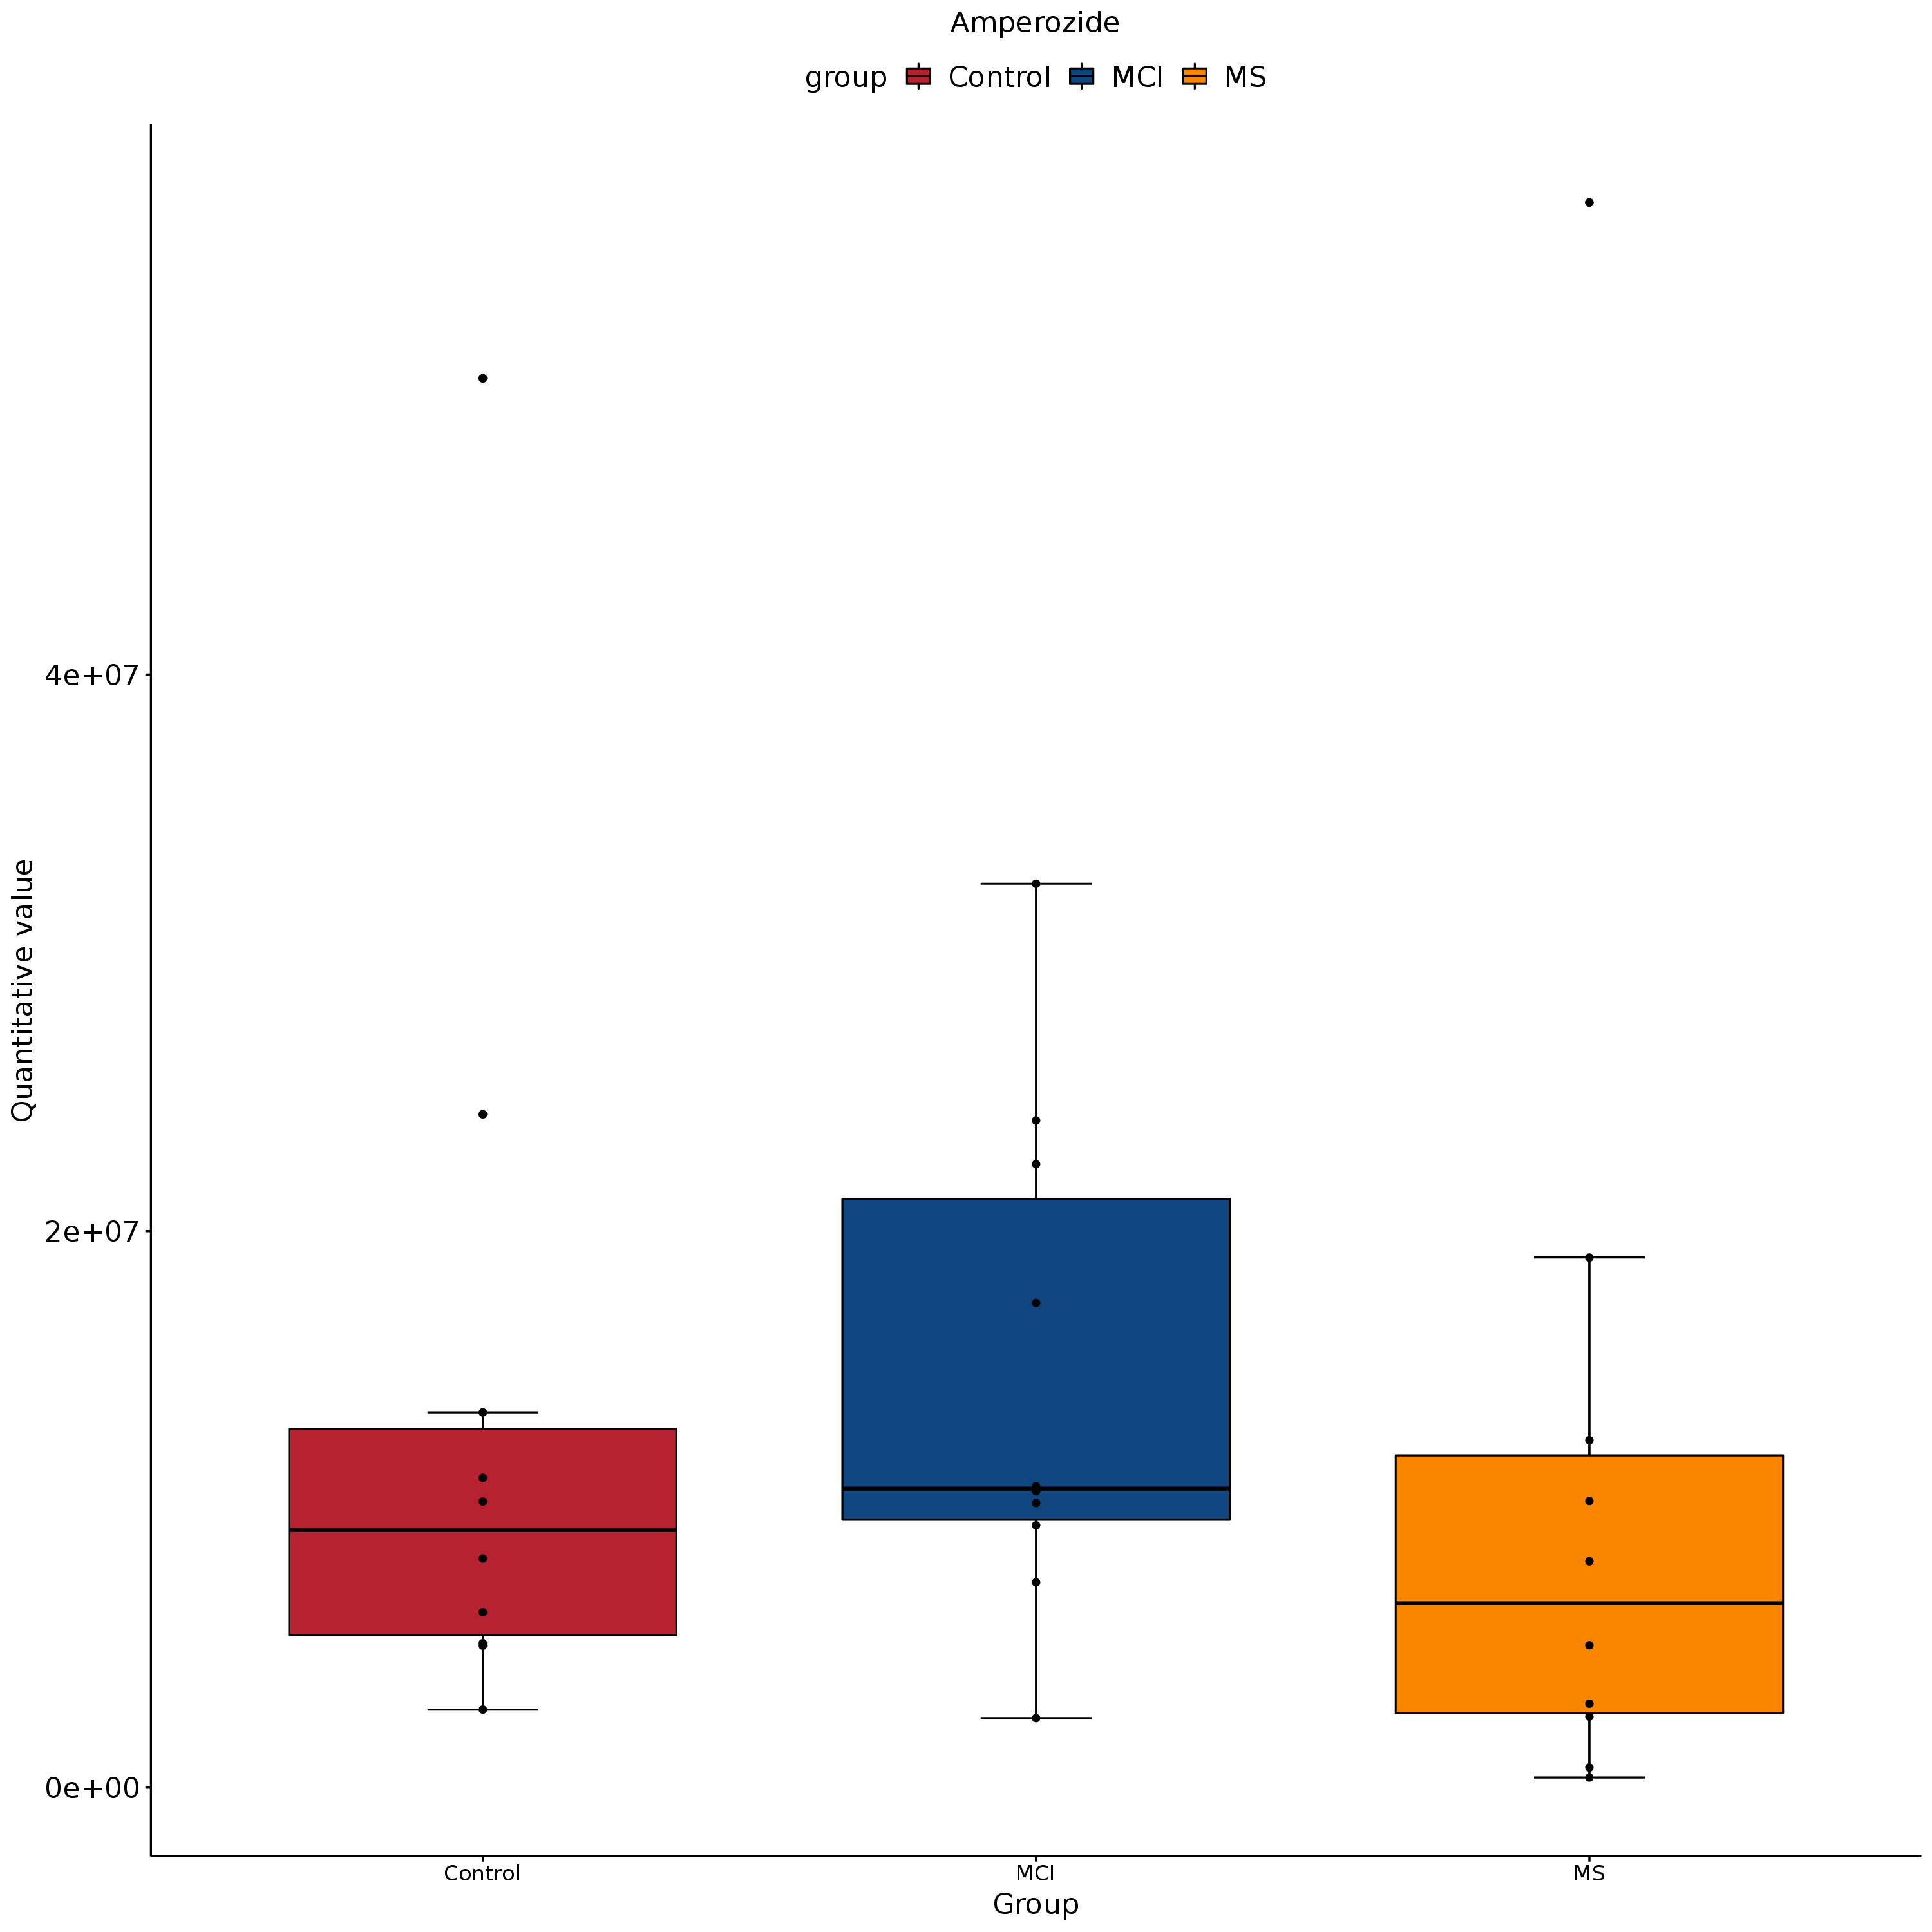 Amperozide
group Control MCI MS
Quantitative value
4e+07
2e+07
0e+00
Control MCI MS
Group